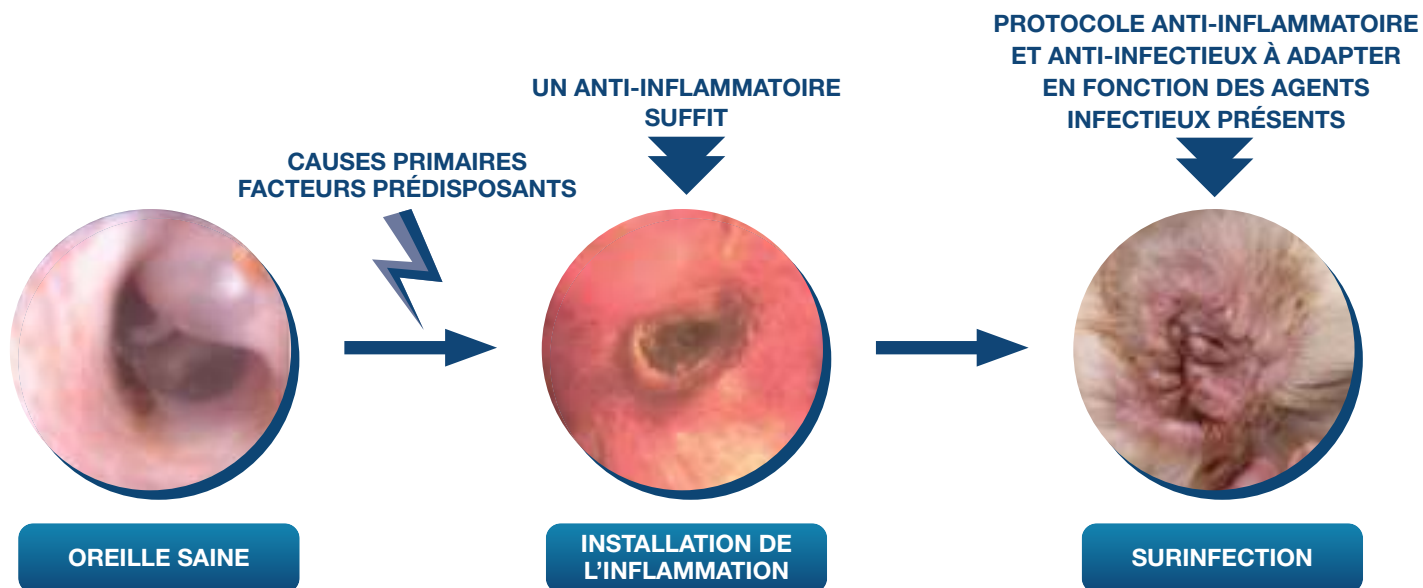 PROTOCOLE ANTI-INFLAMMATOIRE
ET ANTI-INFECTIEUX À ADAPTER
EN FONCTION DES AGENTS
INFECTIEUX PRÉSENTS
UN ANTI-INFLAMMATOIRE
SUFFIT
CAUSES PRIMAIRES
FACTEURS PRÉDISPOSANTS
OREILLE SAINE
INSTALLATION DE
L'INFLAMMATION
SURINFECTION